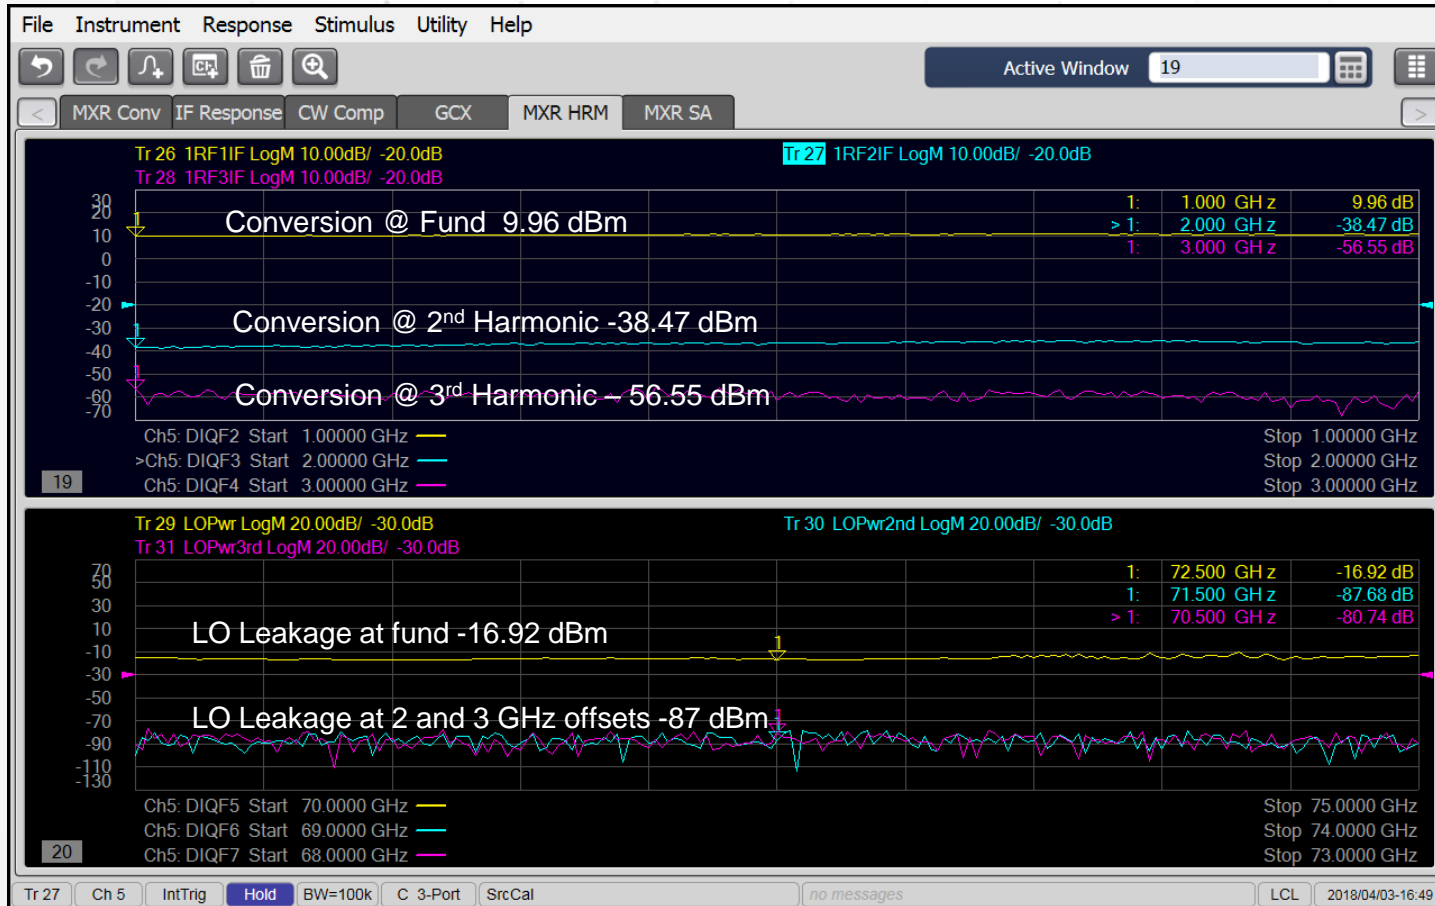 File Instrument Response Stimulus Utility Help
Active Window 19
< MXR Conv IF Response CW Comp GCX MXR HRM MXR SA >
Tr 26 1RF1IF LogM 10.00dB/ -20.0dB
Tr 27 1RF2IF LogM 10.00dB/ -20.0dB
Tr 28 1RF3IF LogM 10.00dB/ -20.0dB
30
20
10
0
-10
-20
-30
-40
-50
-60
-70
1: 1.000 GHz 9.96 dB
> 1: 2.000 GHz -38.47 dB
1: 3.000 GHz -56.55 dB
1
Conversion @ Fund 9.96 dBm
1
Conversion @ 2nd Harmonic -38.47 dBm
1
Conversion @ 3rd Harmonic – 56.55 dBm
Ch5: DIQF2 Start 1.00000 GHz Stop 1.00000 GHz
>Ch5: DIQF3 Start 2.00000 GHz Stop 2.00000 GHz
19 Ch5: DIQF4 Start 3.00000 GHz Stop 3.00000 GHz
Tr 29 LOPwr LogM 20.00dB/ -30.0dB
Tr 30 LOPwr2nd LogM 20.00dB/ -30.0dB
Tr 31 LOPwr3rd LogM 20.00dB/ -30.0dB
70
50
30
10
-10
-30
-50
-70
-90
-110
-130
1: 72.500 GHz -16.92 dB
1: 71.500 GHz -87.68 dB
> 1: 70.500 GHz -80.74 dB
LO Leakage at fund -16.92 dBm
1
LO Leakage at 2 and 3 GHz offsets -87 dBm
1
Ch5: DIQF5 Start 70.0000 GHz Stop 75.0000 GHz
Ch5: DIQF6 Start 69.0000 GHz Stop 74.0000 GHz
20 Ch5: DIQF7 Start 68.0000 GHz Stop 73.0000 GHz
Tr 27 Ch 5 IntTrig Hold BW=100k C 3-Port SrcCal no messages LCL 2018/04/03-16:49